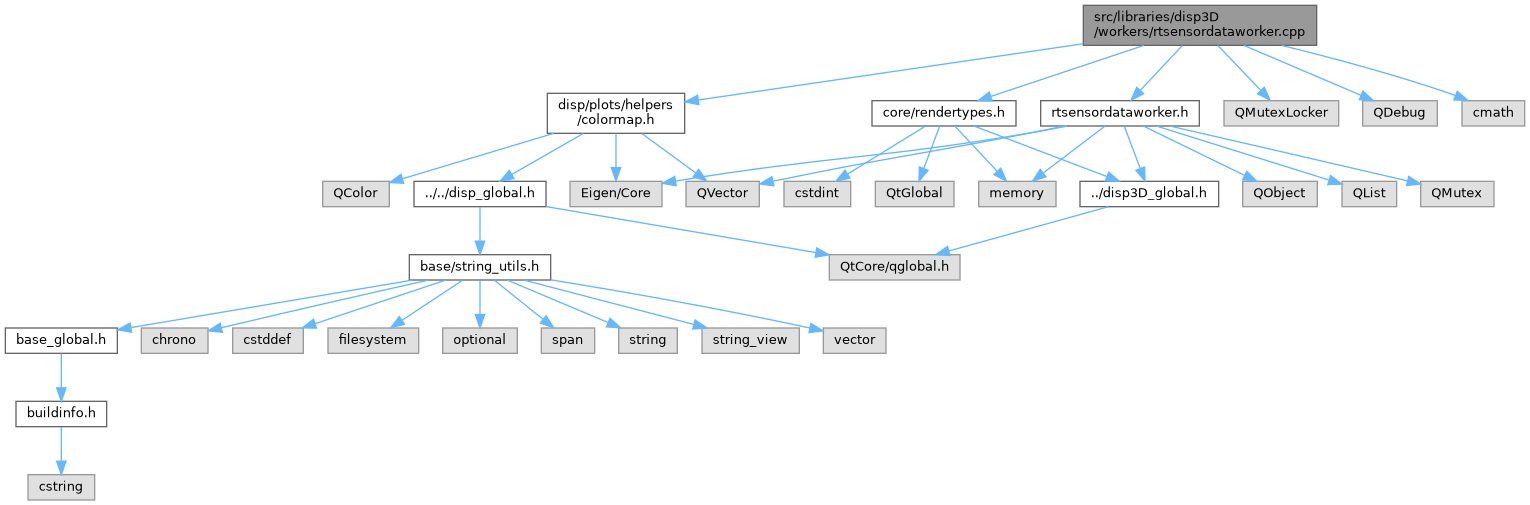 src/libraries/disp3D
/workers/rtsensordataworker.cpp
disp/plots/helpers
/colormap.h
core/rendertypes.h
rtsensordataworker.h
QMutexLocker
QDebug
cmath
QColor
../../disp_global.h
Eigen/Core
QVector
cstdint
QtGlobal
memory
../disp3D_global.h
QObject
QList
QMutex
base/string_utils.h
QtCore/qglobal.h
base_global.h
chrono
cstddef
filesystem
optional
span
string
string_view
vector
buildinfo.h
cstring